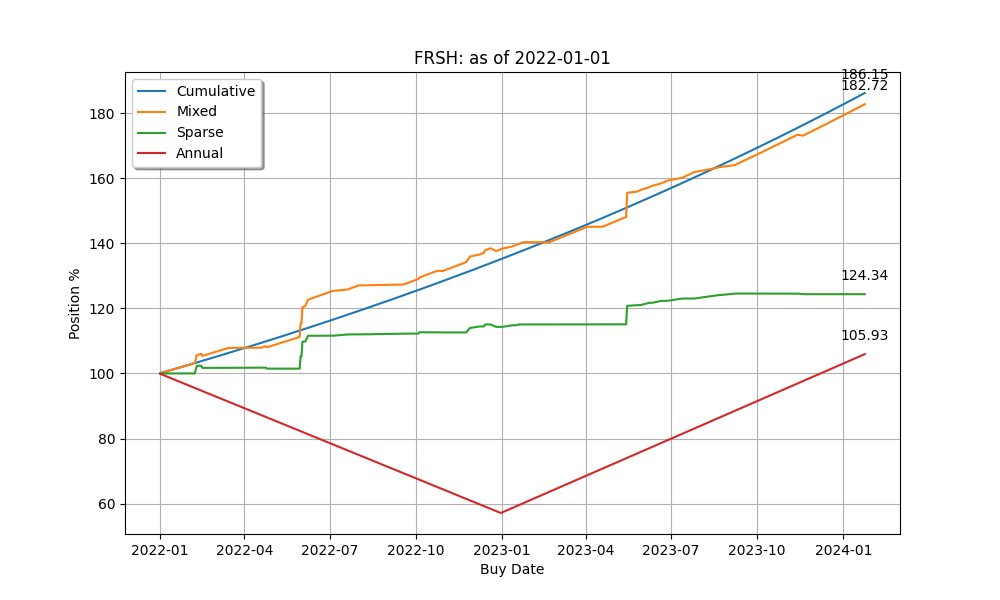 FRSH: as of 2022-01-01
Cumulative
Mixed
Sparse
Annual
186.15
182.72
124.34
105.93
Position %
180
160
140
120
100
80
60
2022-01 2022-04 2022-07 2022-10 2023-01 2023-04 2023-07 2023-10 2024-01
Buy Date